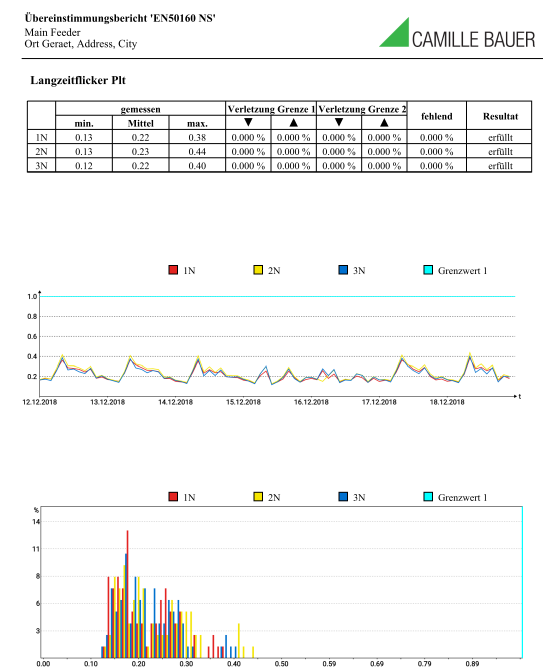 Übereinstimmungsbericht 'EN50160 NS'
Main Feeder
Ort Geraet, Address, City
CAMILLE BAUER
Langzeitflicker Plt
gemessen Verletzung Grenze 1 Verletzung Grenze 2 fehlend Resultat
min. Mittel max. ▼ ▲ ▼ ▲
1N 0.13 0.22 0.38 0.000 % 0.000 % 0.000 % 0.000 % 0.000 % erfüllt
2N 0.13 0.23 0.44 0.000 % 0.000 % 0.000 % 0.000 % 0.000 % erfüllt
3N 0.12 0.22 0.40 0.000 % 0.000 % 0.000 % 0.000 % 0.000 % erfüllt
1N 2N 3N Grenzwert 1
1.0
0.8
0.6
0.4
0.2
12.12.2018 13.12.2018 14.12.2018 15.12.2018 16.12.2018 17.12.2018 18.12.2018 t
1N 2N 3N Grenzwert 1
%
14
11
8
6
3
0.00 0.10 0.20 0.30 0.40 0.50 0.59 0.69 0.79 0.89